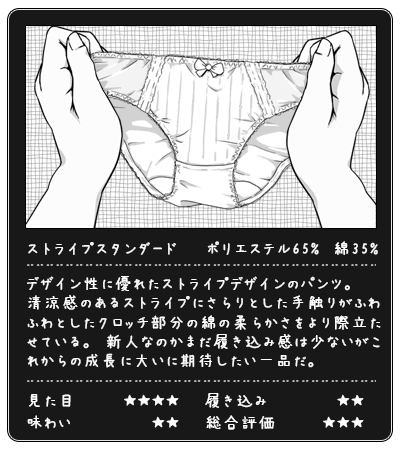 ストライプスタンダード ポリエステル65% 綿35%
デザイン性に優れたストライプデザインのパンツ。
清涼感のあるストライプにさらりとした手触りがふわ
ふわとしたクロッチ部分の綿の柔らかさをより際立た
せている。 新人なのかまだ履き込み感は少ないがこ
れからの成長に大いに期待したい一品だ。
見た目 ★★★★ 履き込み ★★
味わい ★★ 総合評価 ★★★